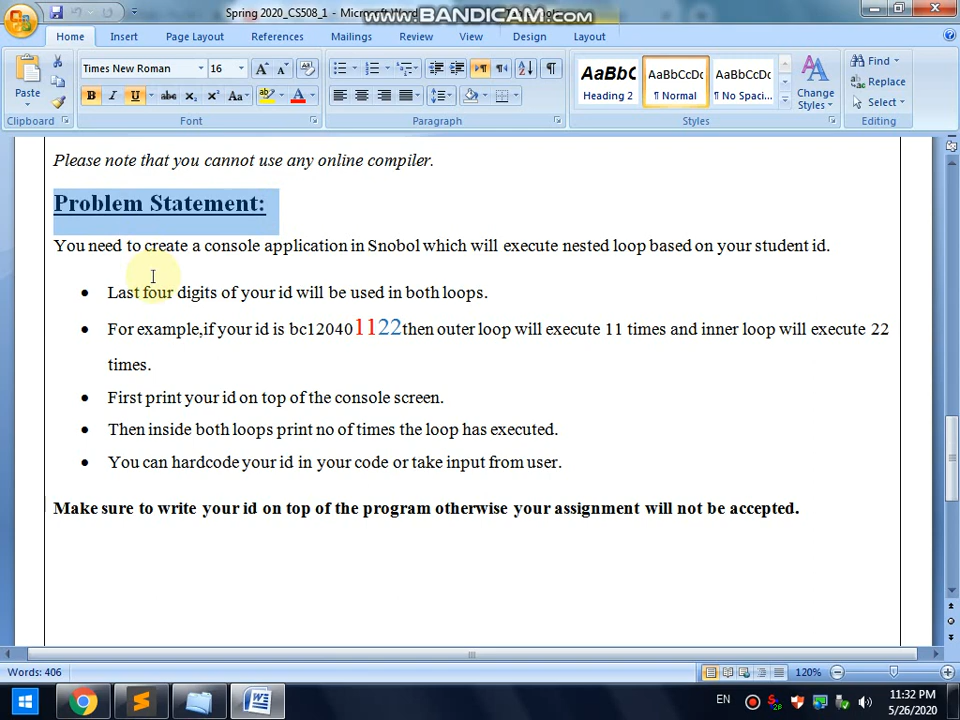 Spring 2020_CS508_1 - Microsoft Word
www.BANDICAM.com
Home Insert Page Layout References Mailings Review View Design Layout
Times New Roman 16
Paste
B I U abc X₂ X² Aa
AaBbC AaBbCcDc AaBbCcDc
Heading 2 ¶ Normal ¶ No Spaci...
Change Styles
Find
Replace
Select
Clipboard Font Paragraph Styles Editing
Please note that you cannot use any online compiler.
Problem Statement:
You need to create a console application in Snobol which will execute nested loop based on your student id.
• Last four digits of your id will be used in both loops.
• For example,if your id is bc120401122then outer loop will execute 11 times and inner loop will execute 22
times.
• First print your id on top of the console screen.
• Then inside both loops print no of times the loop has executed.
• You can hardcode your id in your code or take input from user.
Make sure to write your id on top of the program otherwise your assignment will not be accepted.
Words: 406
120%
EN
11:32 PM
5/26/2020